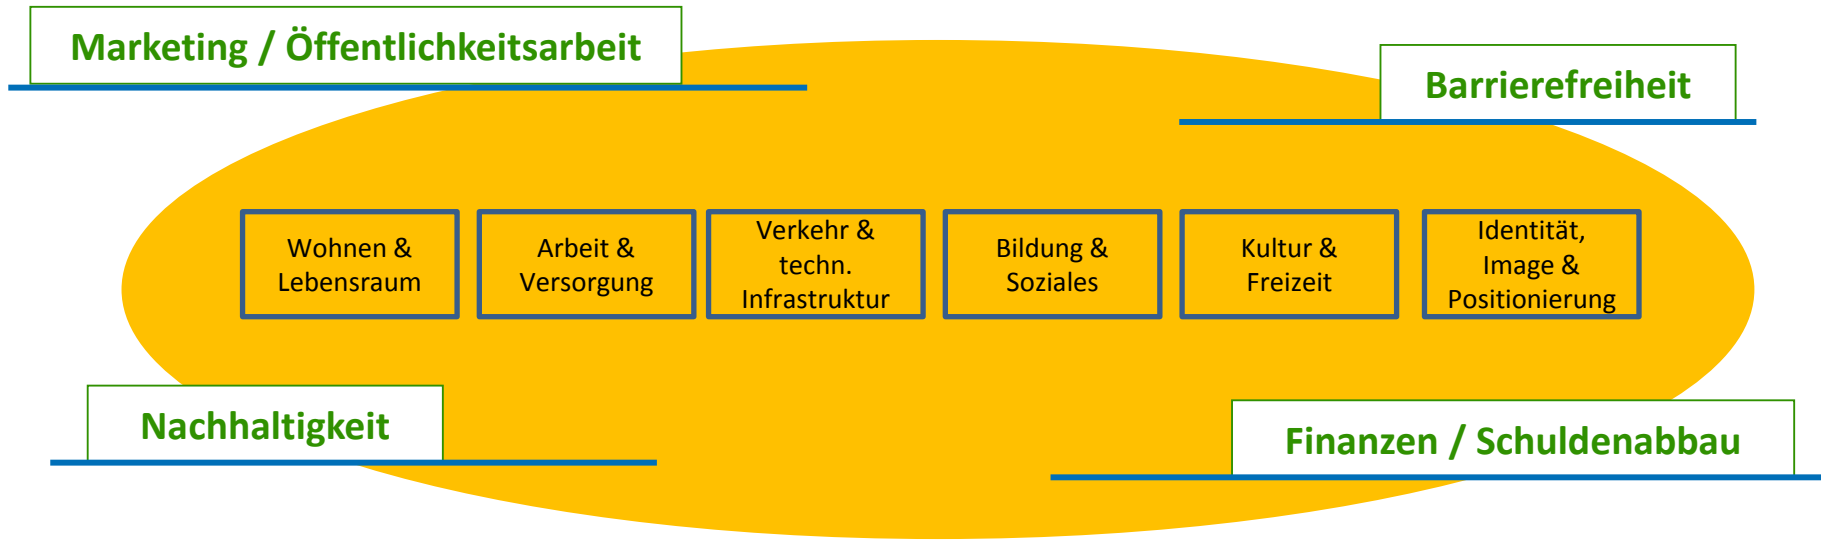 Marketing / Öffentlichkeitsarbeit
Barrierefreiheit
Wohnen &
Lebensraum
Arbeit &
Versorgung
Verkehr &
techn.
Infrastruktur
Bildung &
Soziales
Kultur &
Freizeit
Identität,
Image &
Positionierung
Nachhaltigkeit
Finanzen / Schuldenabbau